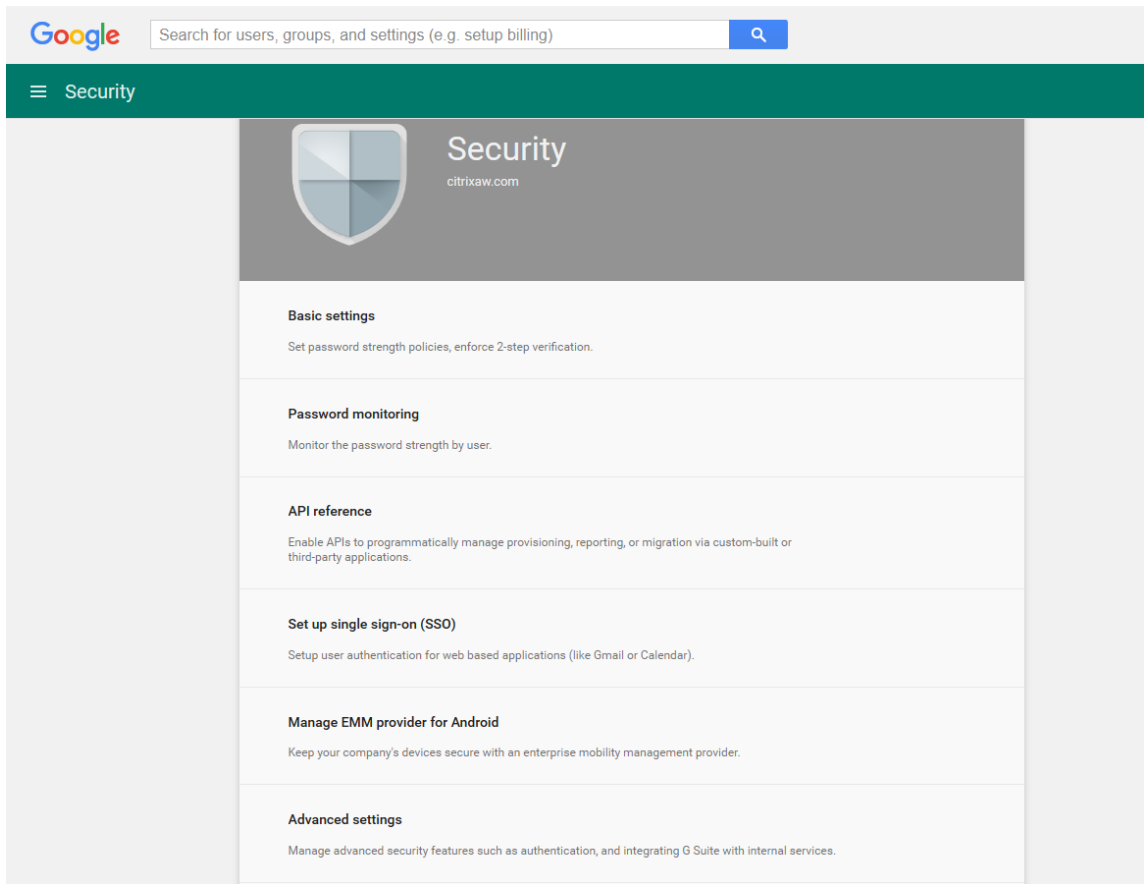 Google
Search for users, groups, and settings (e.g. setup billing)
Security
Security
citrixaw.com
Basic settings
Set password strength policies, enforce 2-step verification.
Password monitoring
Monitor the password strength by user.
API reference
Enable APIs to programmatically manage provisioning, reporting, or migration via custom-built or
third-party applications.
Set up single sign-on (SSO)
Setup user authentication for web based applications (like Gmail or Calendar).
Manage EMM provider for Android
Keep your company's devices secure with an enterprise mobility management provider.
Advanced settings
Manage advanced security features such as authentication, and integrating G Suite with internal services.